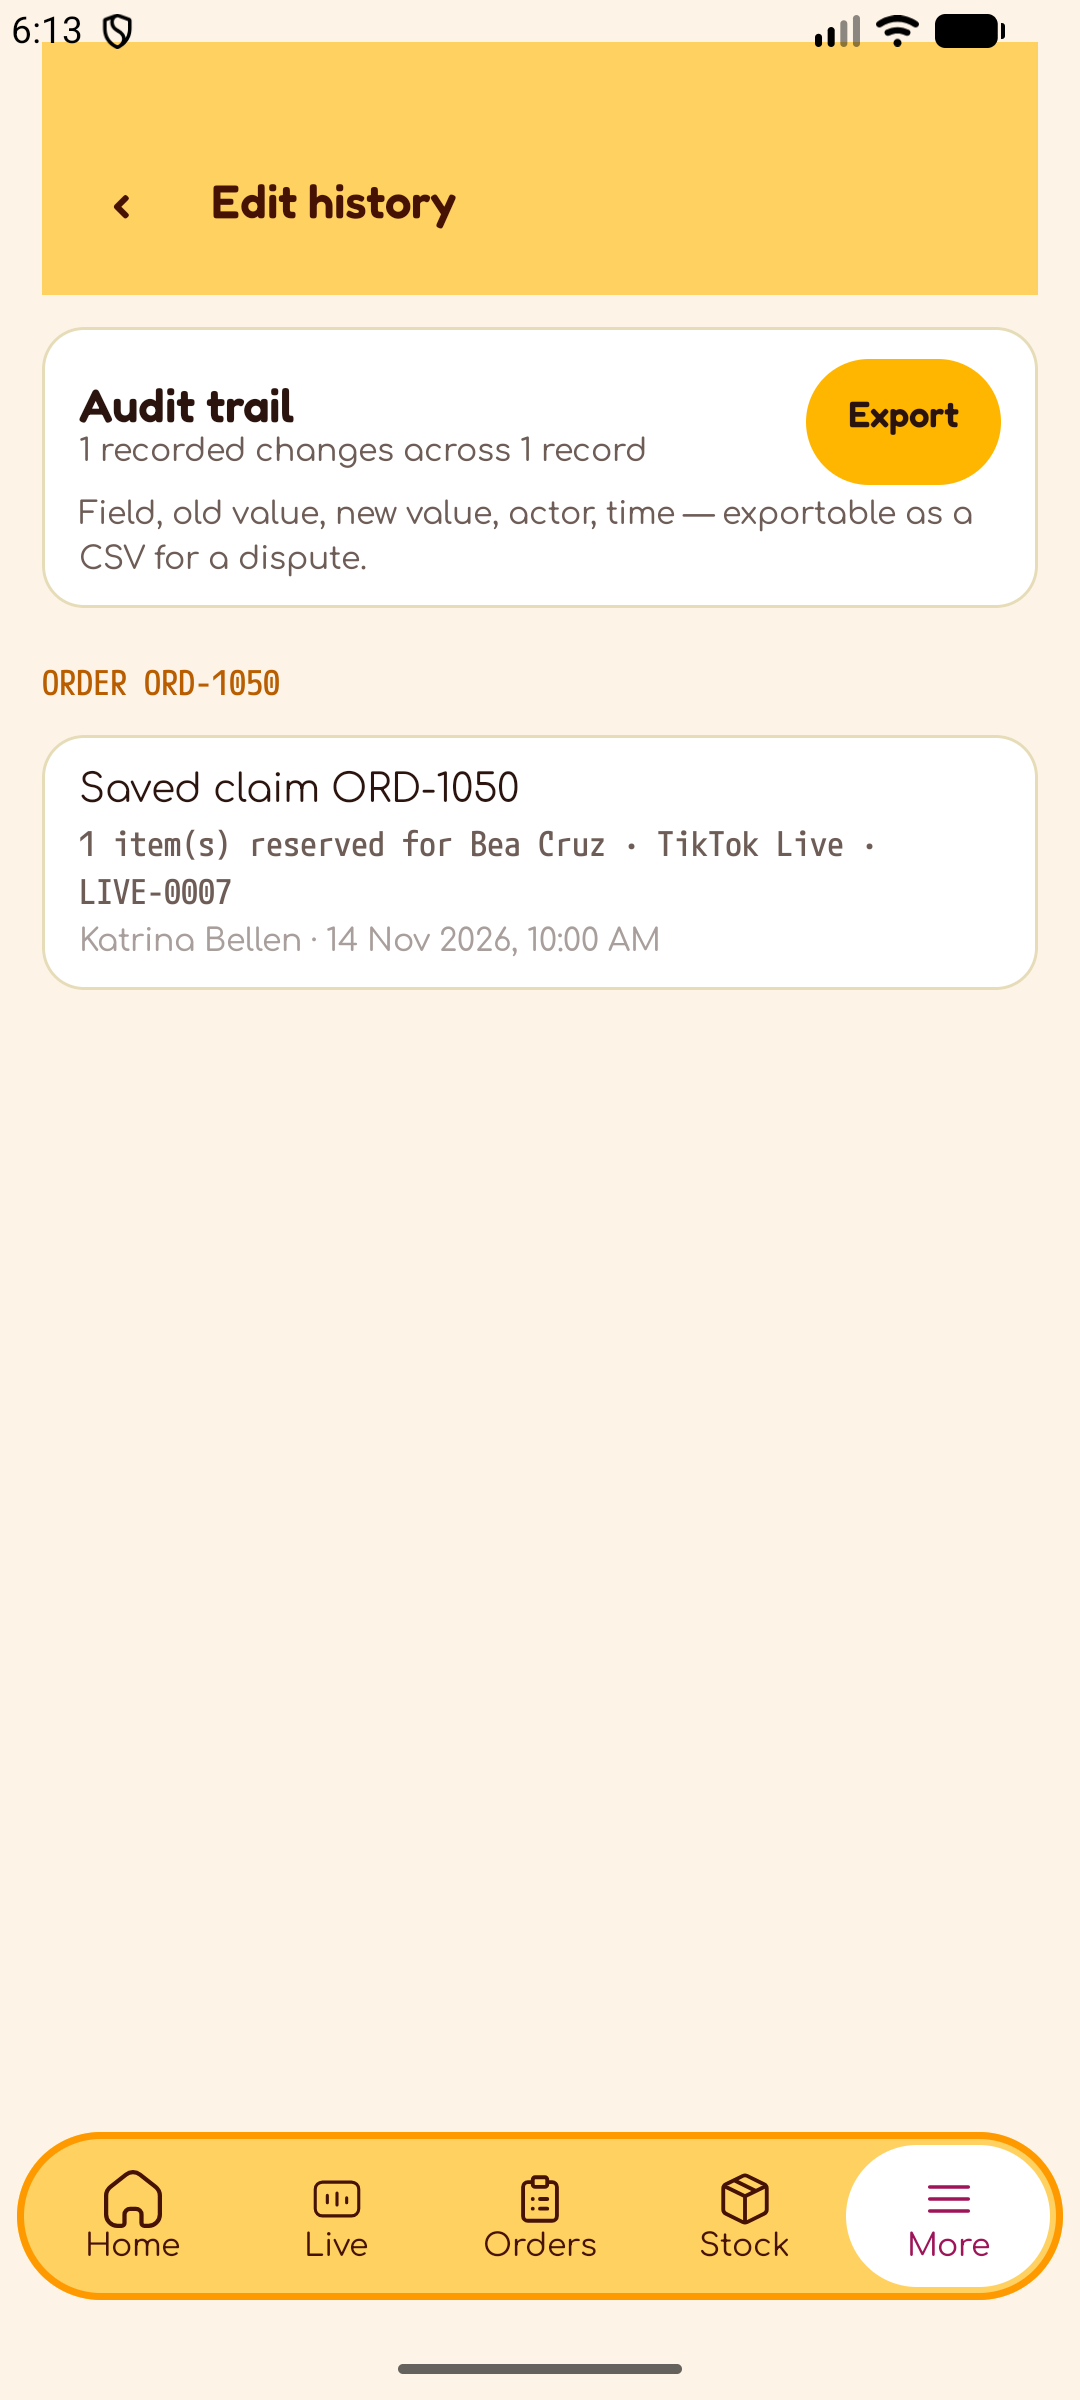 6:13
Edit history
Audit trail
1 recorded changes across 1 record
Export
Field, old value, new value, actor, time — exportable as a
CSV for a dispute.
ORDER ORD-1050
Saved claim ORD-1050
1 item(s) reserved for Bea Cruz · TikTok Live ·
LIVE-0007
Katrina Bellen · 14 Nov 2026, 10:00 AM
Home
Live
Orders
Stock
More